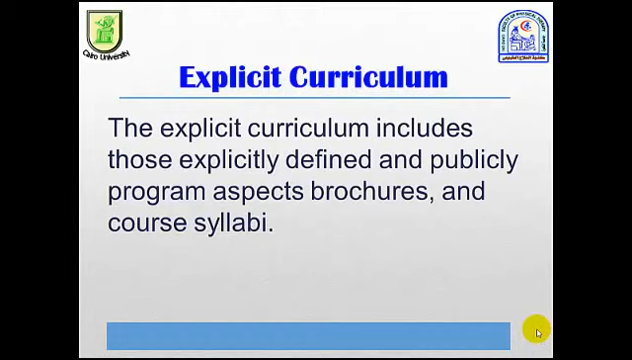 Cairo University
Explicit Curriculum
The explicit curriculum includes
those explicitly defined and publicly
program aspects brochures, and
course syllabi.